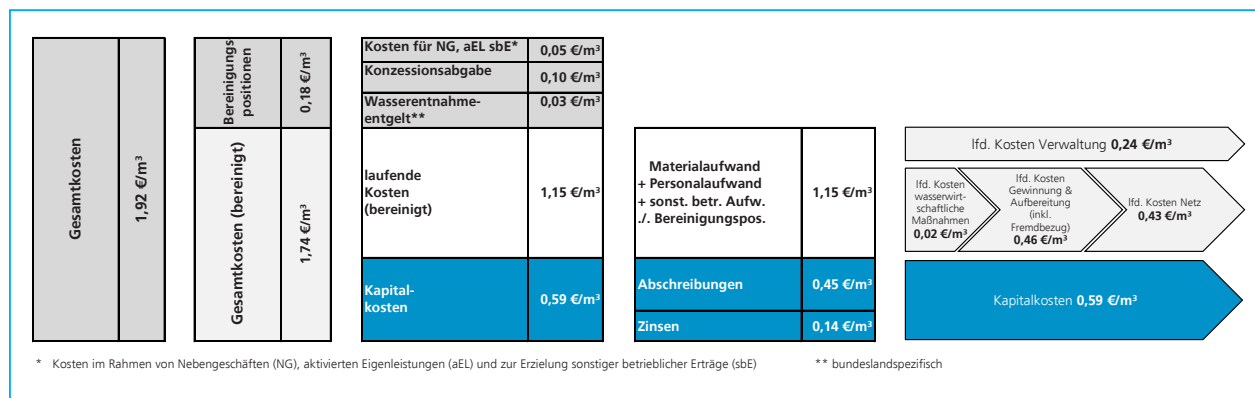 Gesamtkosten
1,92 €/m³
Bereinigungs
positionen
0,18 €/m³
Gesamtkosten (bereinigt)
1,74 €/m³
Kosten für NG, aEL sbE*
0,05 €/m³
Konzessionsabgabe
0,10 €/m³
Wasserentnahme-
entgelt**
0,03 €/m³
laufende
Kosten
(bereinigt)
1,15 €/m³
Kapital-
kosten
0,59 €/m³
Materialaufwand
+ Personalaufwand
+ sonst. betr. Aufw.
./. Bereinigungspos.
1,15 €/m³
Abschreibungen
0,45 €/m³
Zinsen
0,14 €/m³
lfd. Kosten Verwaltung 0,24 €/m³
lfd. Kosten
wasserwirt-
schaftliche
Maßnahmen
0,02 €/m³
lfd. Kosten
Gewinnung &
Aufbereitung
(inkl.
Fremdbezug)
0,46 €/m³
lfd. Kosten Netz
0,43 €/m³
Kapitalkosten 0,59 €/m³
* Kosten im Rahmen von Nebengeschäften (NG), aktivierten Eigenleistungen (aEL) und zur Erzielung sonstiger betrieblicher Erträge (sbE)
** bundeslandspezifisch